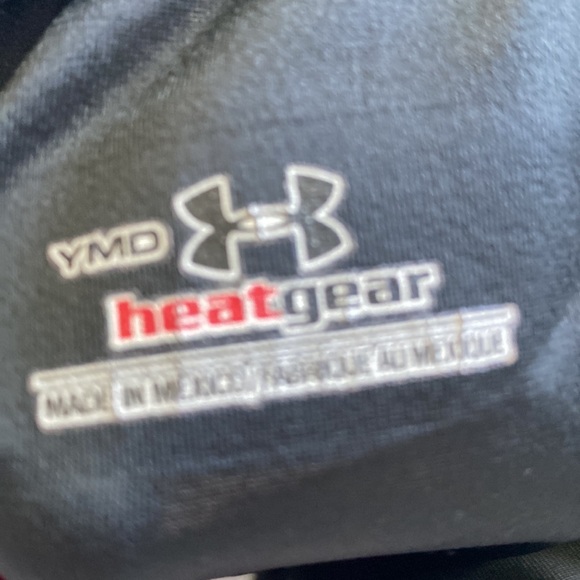 YMD
heatgear
MADE IN MEXICO / FABRIQUÉ AU MEXIQUE